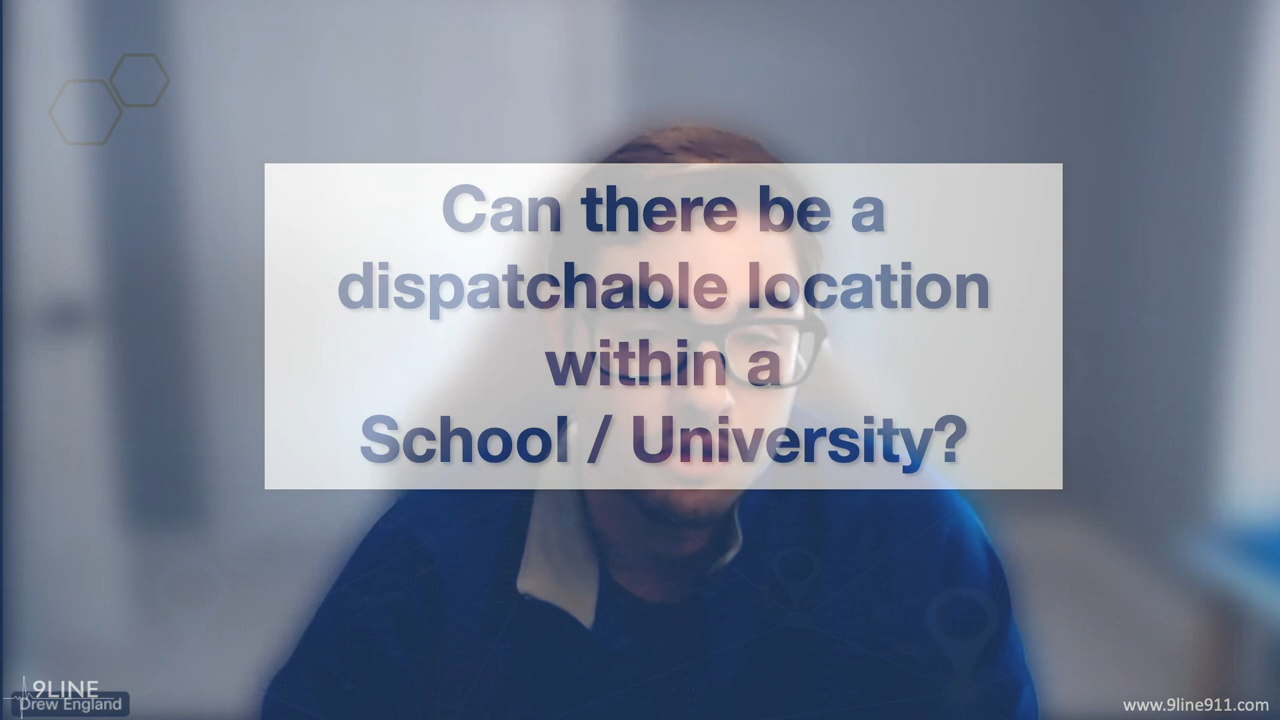 Can there be a
dispatchable location
within a
School / University?
9LINE
Drew England
www.9line911.com